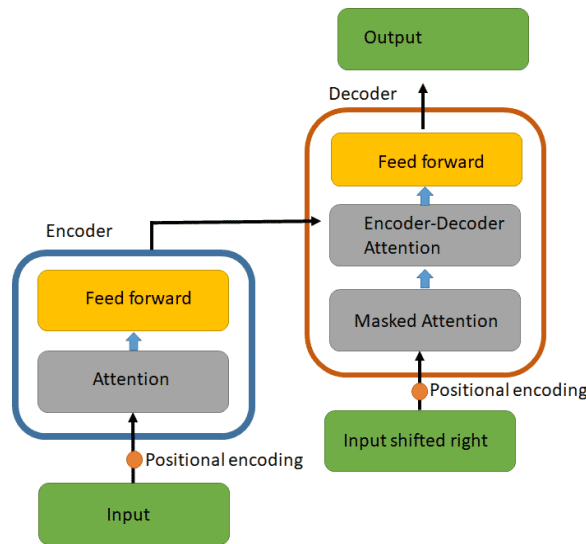 Output
Decoder
Feed forward
Encoder-Decoder
Attention
Masked Attention
Positional encoding
Input shifted right
Encoder
Feed forward
Attention
Positional encoding
Input